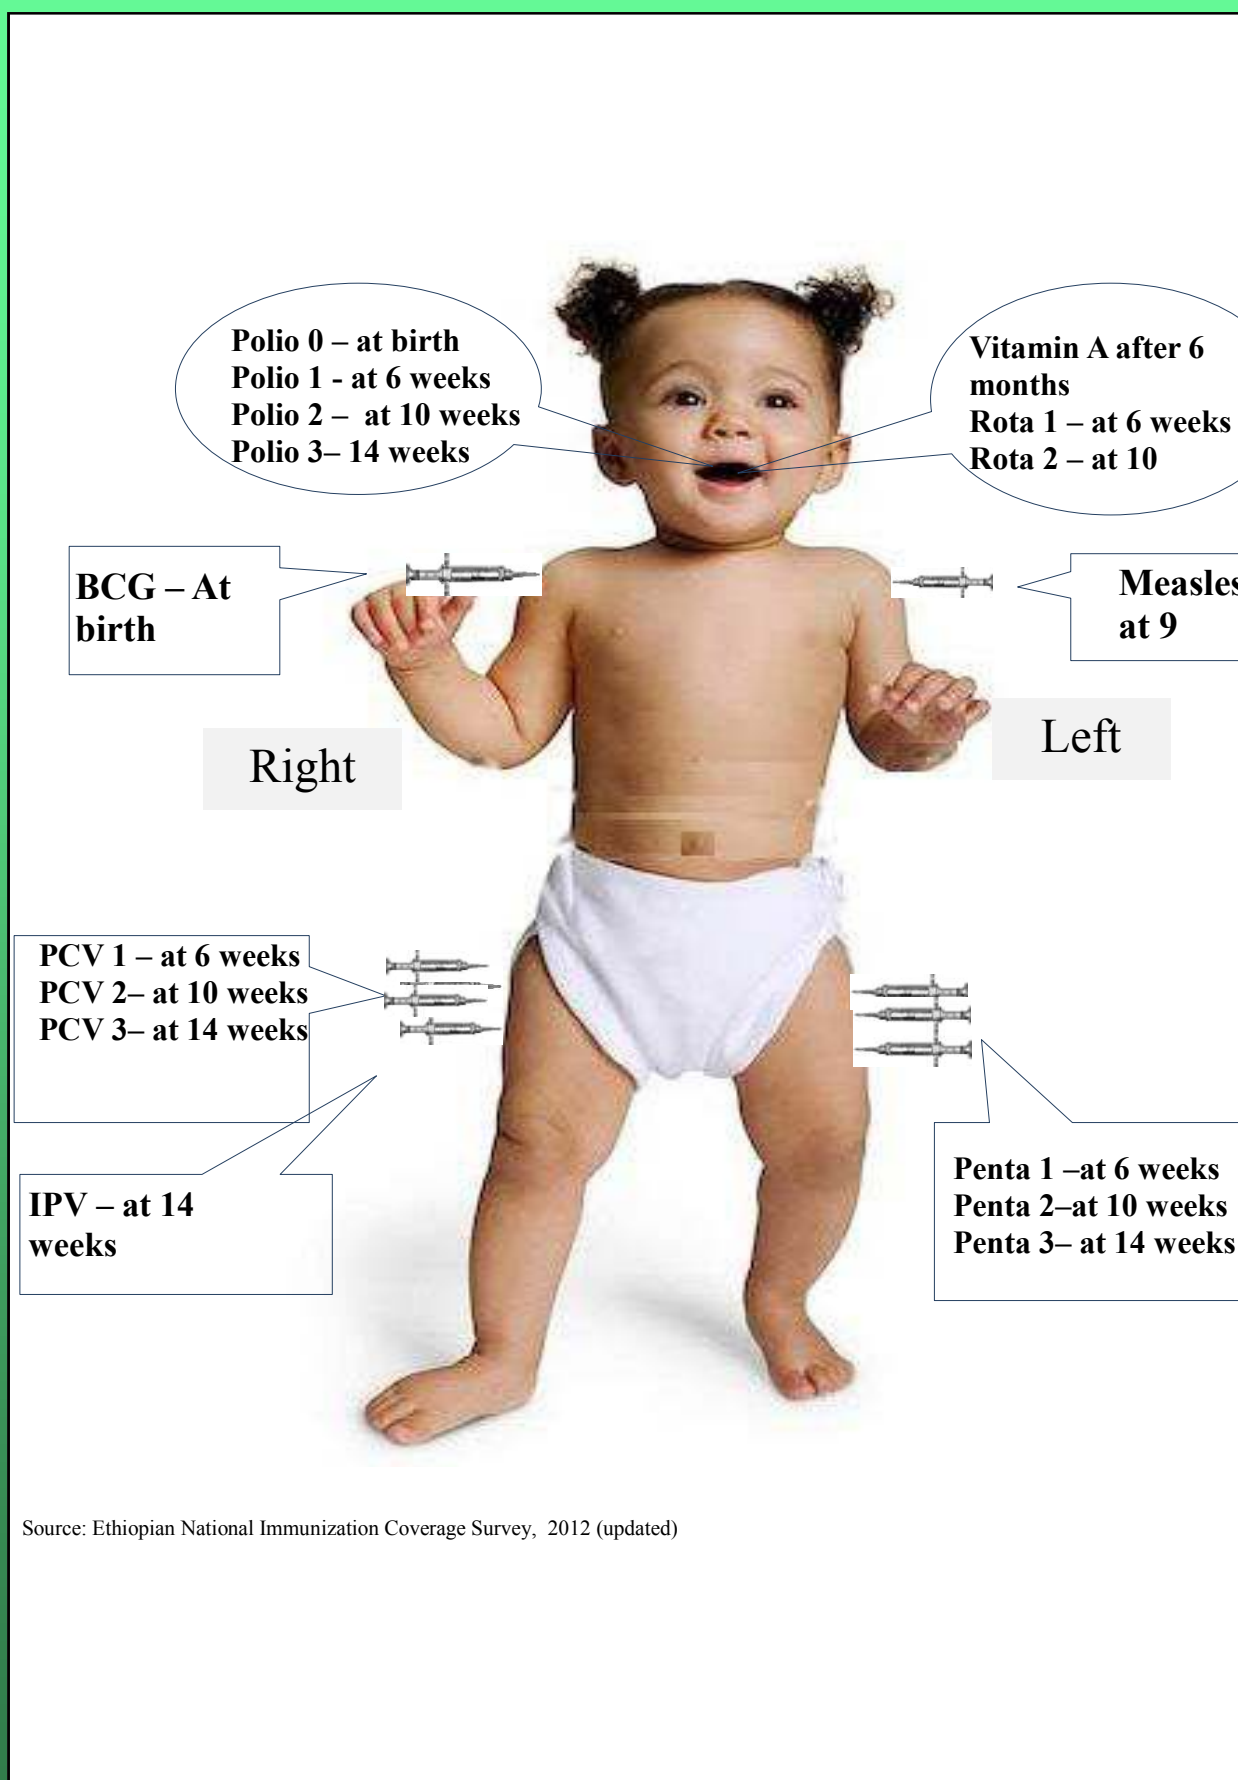 Polio 0 – at birth
Polio 1 - at 6 weeks
Polio 2 – at 10 weeks
Polio 3– 14 weeks
Vitamin A after 6
months
Rota 1 – at 6 weeks
Rota 2 – at 10
BCG – At
birth
Measles
at 9
Right
Left
PCV 1 – at 6 weeks
PCV 2– at 10 weeks
PCV 3– at 14 weeks
IPV – at 14
weeks
Penta 1 –at 6 weeks
Penta 2–at 10 weeks
Penta 3– at 14 weeks
Source: Ethiopian National Immunization Coverage Survey, 2012 (updated)